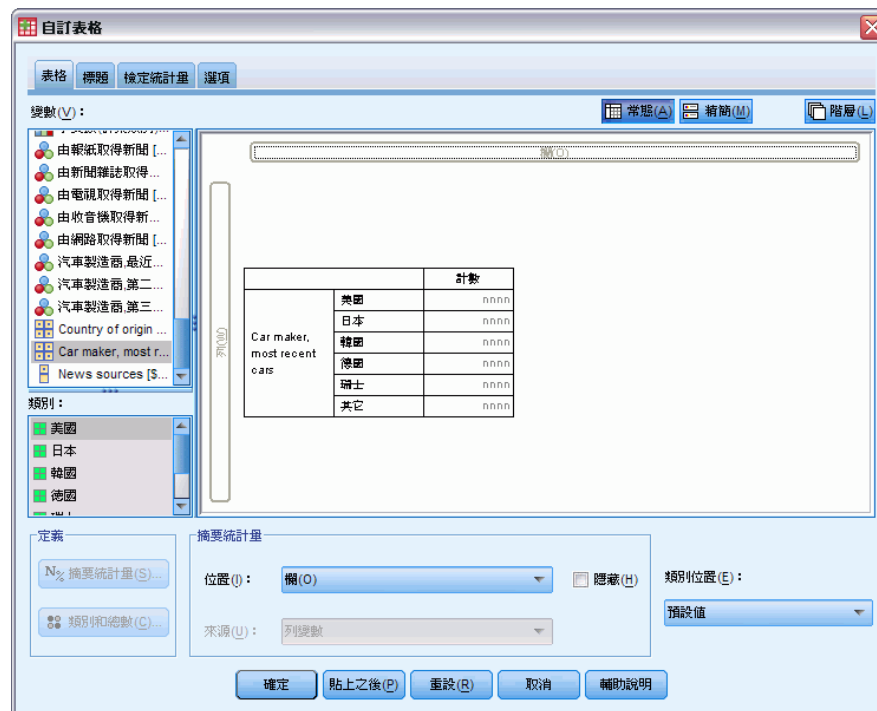 自訂表格
表格 標題 檢定統計量 選項
變數(V):
常態(A) 精簡(M) 階層(L)
由報紙取得新聞 [...
由新聞雜誌取得...
由電視取得新聞 [...
由收音機取得新...
由網路取得新聞 [...
汽車製造商,最近...
汽車製造商,第二...
汽車製造商,第三...
Country of origin ...
Car maker, most r...
News sources [$...
類別:
美國
日本
韓國
德國
欄(O)
列(W)
計數
Car maker, most recent cars
美國 nnnn
日本 nnnn
韓國 nnnn
德國 nnnn
瑞士 nnnn
其它 nnnn
定義
N% 摘要統計量(S)...
類別和總數(C)...
摘要統計量
位置(I): 欄(O) 隱藏(H)
來源(U): 列變數
類別位置(E):
預設值
確定 貼上之後(P) 重設(R) 取消 輔助說明